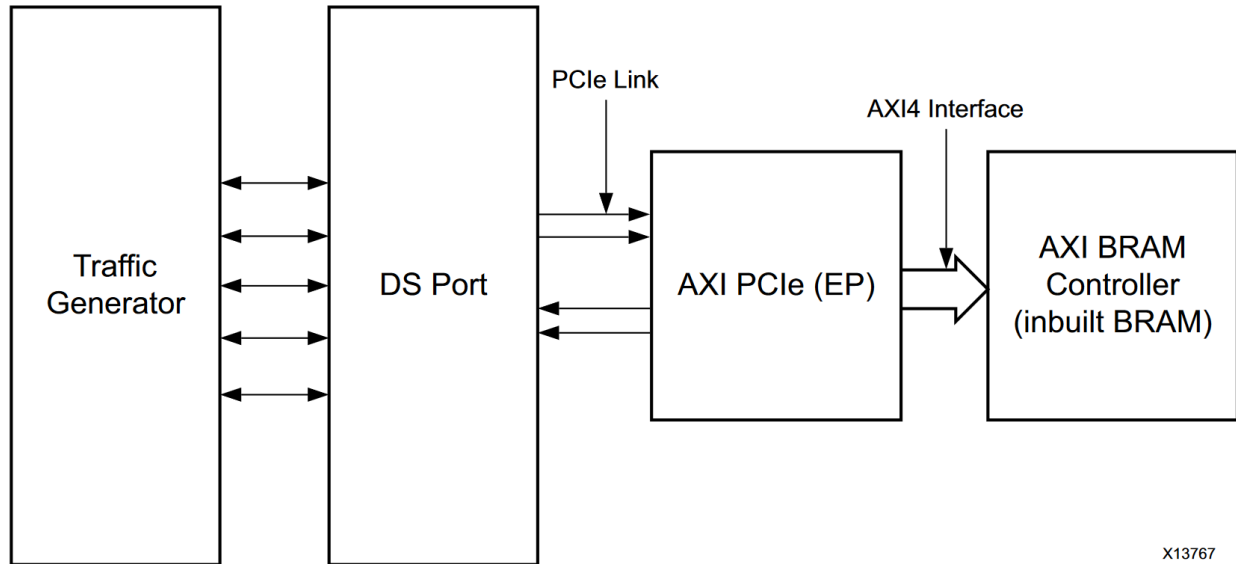 PCIe Link
AXI4 Interface
Traffic
Generator
DS Port
AXI PCIe (EP)
AXI BRAM
Controller
(inbuilt BRAM)
X13767